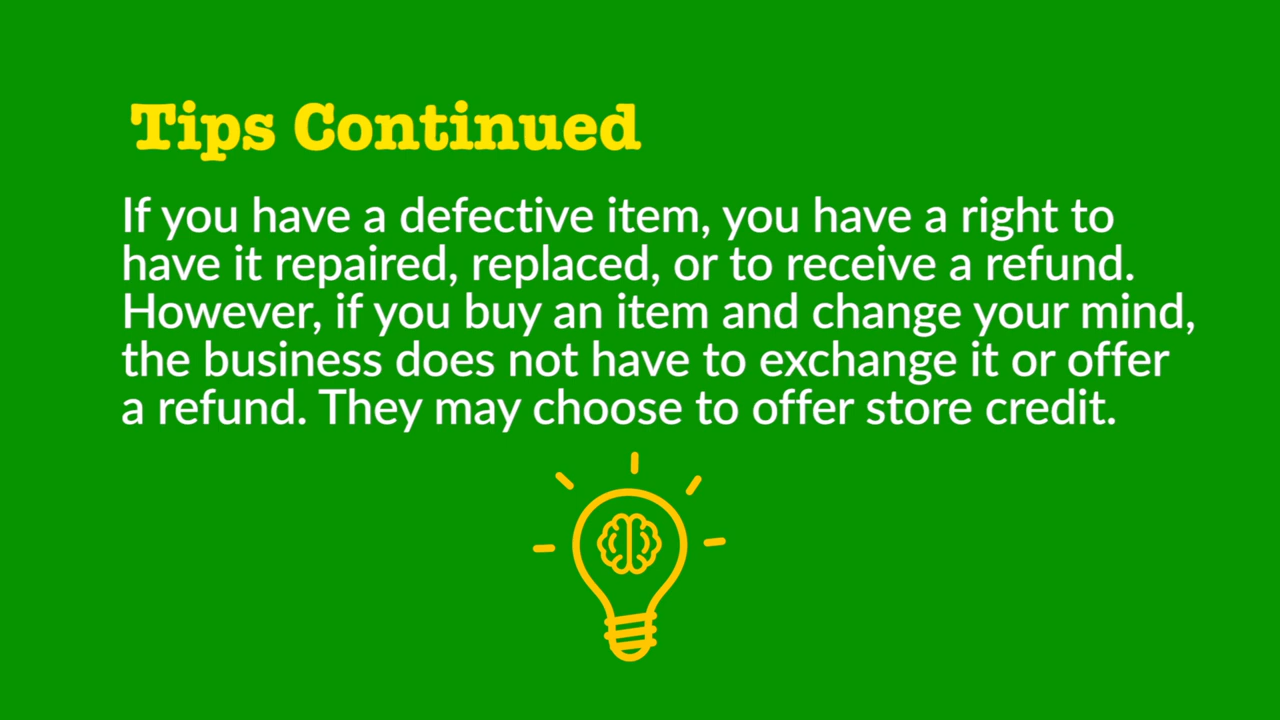 Tips Continued
If you have a defective item, you have a right to
have it repaired, replaced, or to receive a refund.
However, if you buy an item and change your mind,
the business does not have to exchange it or offer
a refund. They may choose to offer store credit.